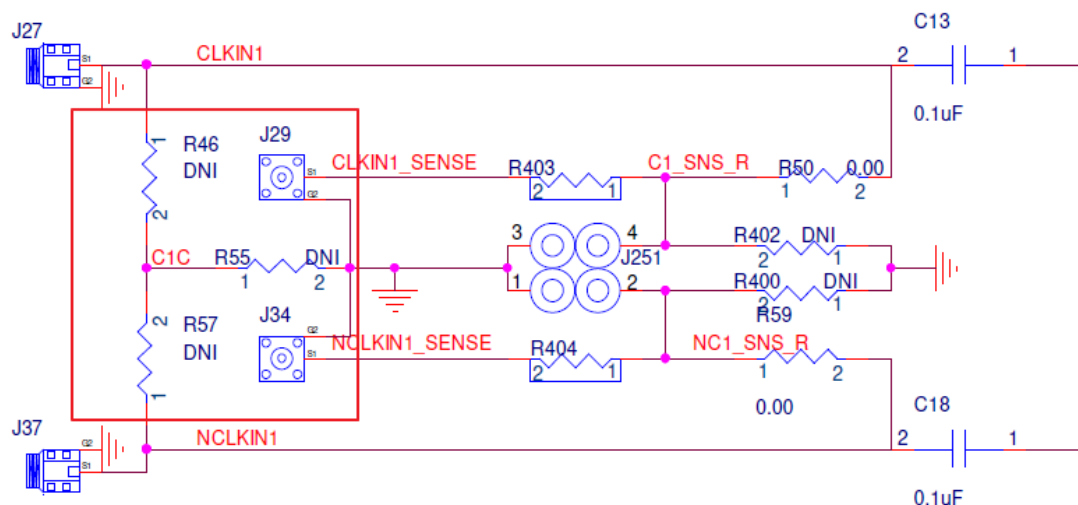 C13
J27
CLKIN1
2
1
S1
G2
0.1uF
J29
1
R46
DNI
CLKIN1_SENSE
R403
C1_SNS_R
R50
0.00
S1
2
1
1
2
G2
2
3
4
R402
DNI
C1C
R55
DNI
J251
2
1
1
2
R400
DNI
1
2
2
1
J34
R59
2
R57
G2
DNI
NCLKIN1_SENSE
R404
NC1_SNS_R
S1
2
1
1
2
1
0.00
C18
J37
NCLKIN1
G2
2
1
S1
0.1uF